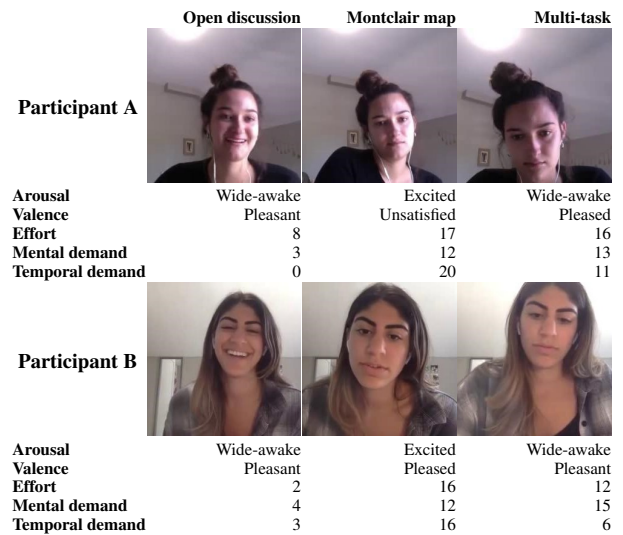 Open discussion Montclair map Multi-task
Participant A
Arousal Wide-awake Excited Wide-awake
Valence Pleasant Unsatisfied Pleased
Effort 8 17 16
Mental demand 3 12 13
Temporal demand 0 20 11
Participant B
Arousal Wide-awake Excited Wide-awake
Valence Pleasant Pleased Pleasant
Effort 2 16 12
Mental demand 4 12 15
Temporal demand 3 16 6